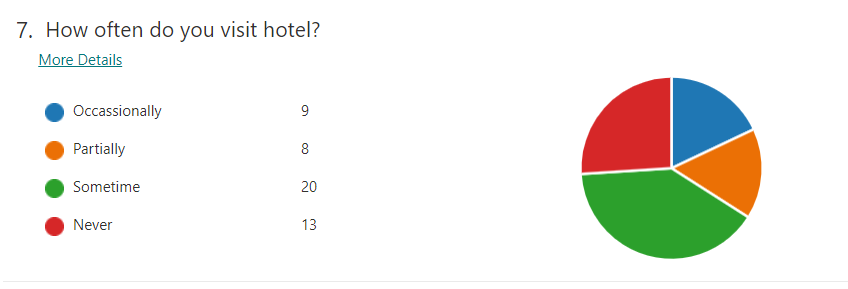 7. How often do you visit hotel?
More Details
Occassionally 9
Partially 8
Sometime 20
Never 13